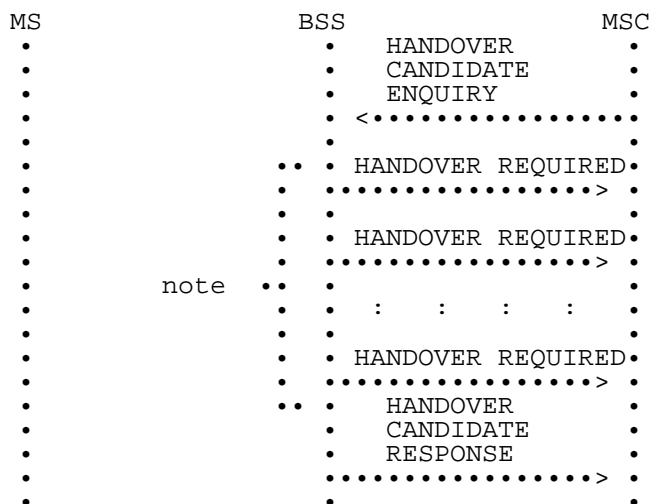 MS BSS MSC
HANDOVER
CANDIDATE
ENQUIRY
HANDOVER REQUIRED
HANDOVER REQUIRED
note
: : : :
HANDOVER REQUIRED
HANDOVER
CANDIDATE
RESPONSE